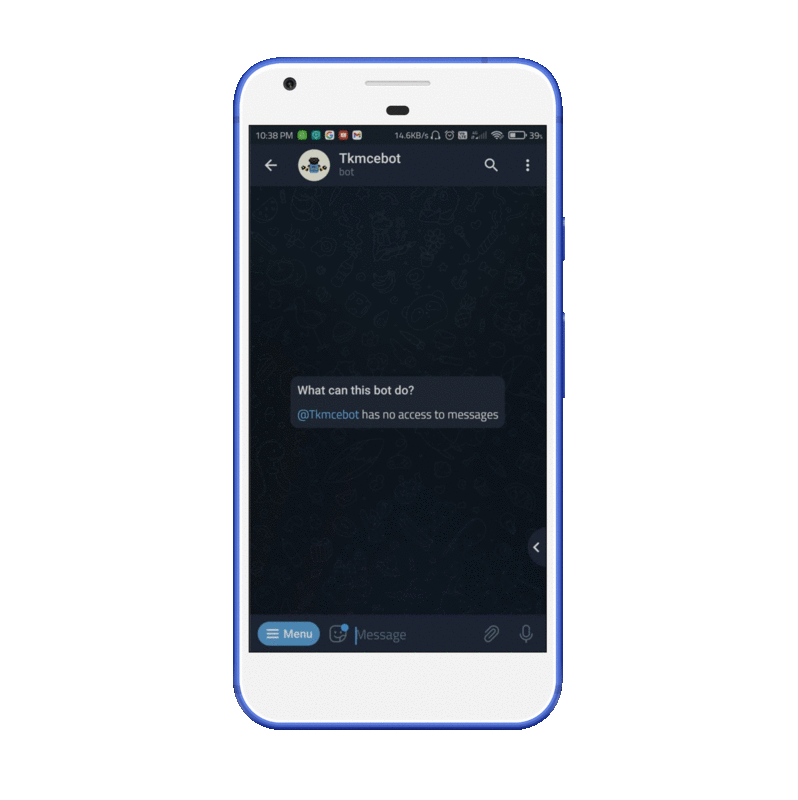 10:38 PM 14.6KB/s 39%
Tkmcebot
bot
What can this bot do?
@Tkmcebot has no access to messages
Menu Message